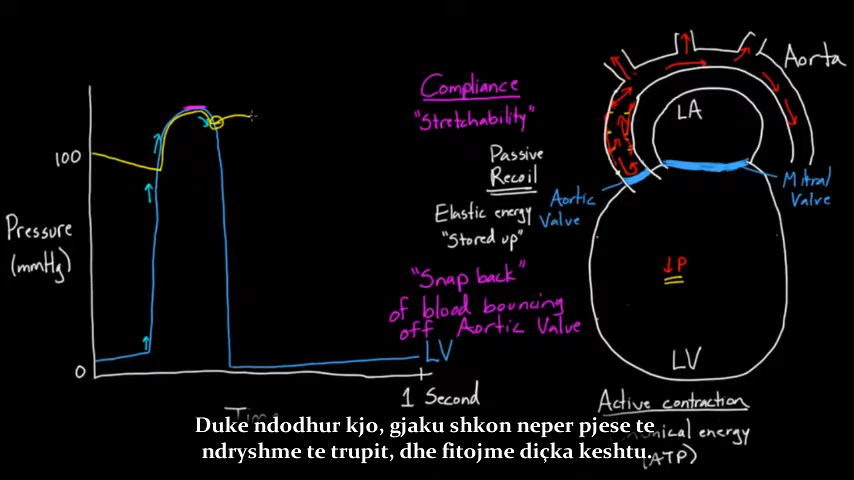 Compliance
"Stretchability"
Passive
Recoil
Elastic energy
"Stored up"
"Snap back"
of blood bouncing
off Aortic Valve
100
Pressure
(mmHg)
0
LV
1 Second
Aorta
LA
Aortic
Valve
Mitral
Valve
↓P
LV
Active contraction
energy
(ATP)
Duke ndodhur kjo, gjaku shkon neper pjese te
ndryshme te trupit, dhe fitojme diçka keshtu.